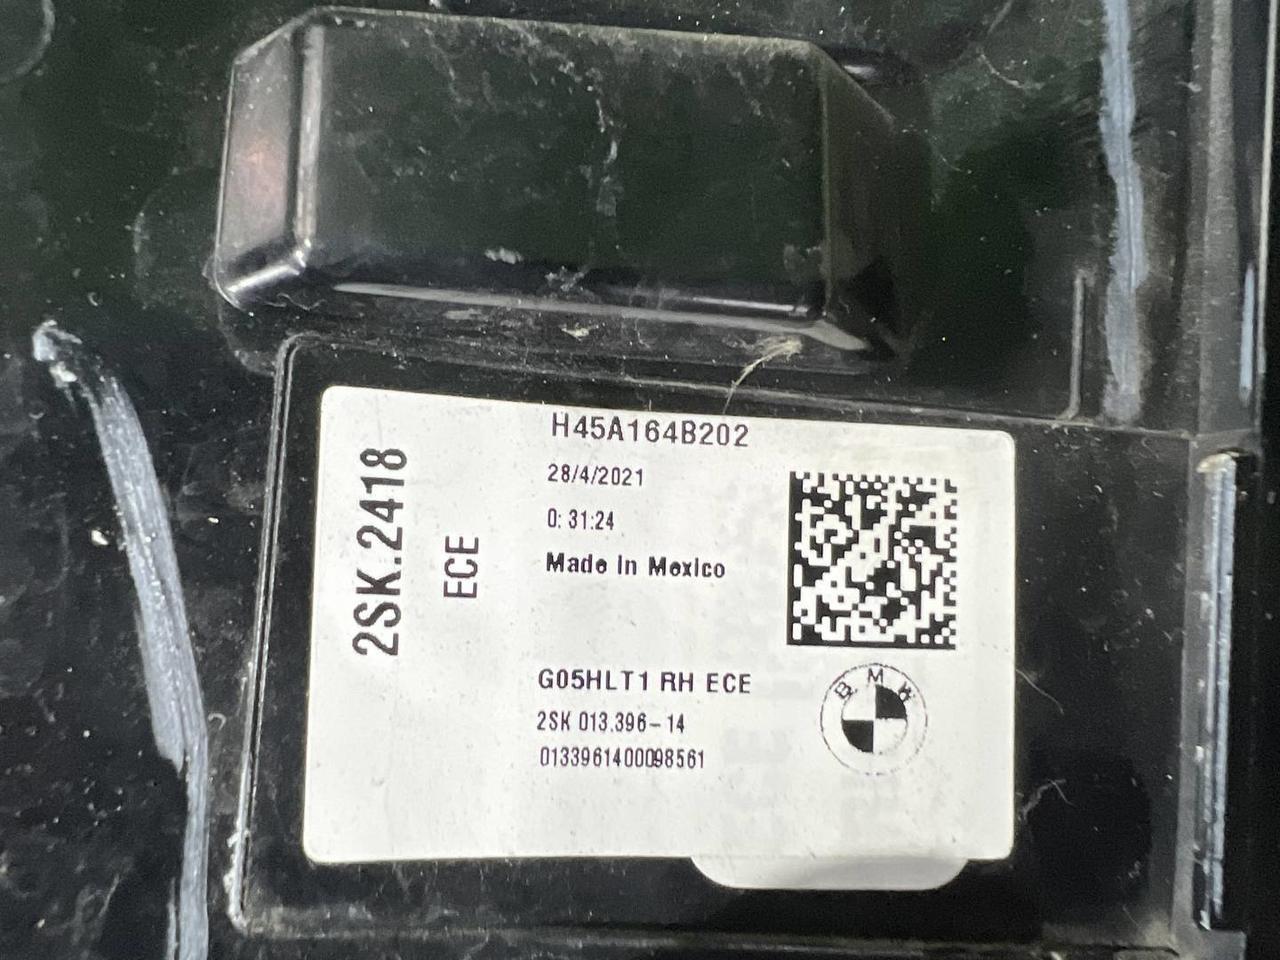 H45A164B202
28/4/2021
0: 31:24
Made In Mexico
2SK.2418
ECE
G05HLT1 RH ECE
2SK 013.396-14
0133961400098561
BMW